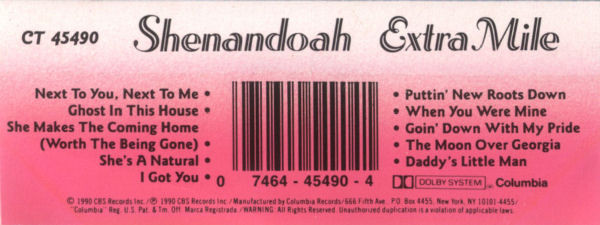 CT 45490 Shenandoah Extra Mile
Next To You, Next To Me •
Ghost In This House •
She Makes The Coming Home
(Worth The Being Gone) •
She's A Natural •
I Got You •
0 7464 - 45490 - 4
• Puttin' New Roots Down
• When You Were Mine
• Goin' Down With My Pride
• The Moon Over Georgia
• Daddy's Little Man
DOLBY SYSTEM Columbia
© 1990 CBS Records Inc./℗ 1990 CBS Records Inc./Manufactured by Columbia Records/666 Fifth Ave., New York, NY 10101-4455/
"Columbia" Reg. U.S. Pat. & Tm. Off. Marca Registrada./WARNING: All Rights Reserved. Unauthorized duplication is a violation of applicable laws.